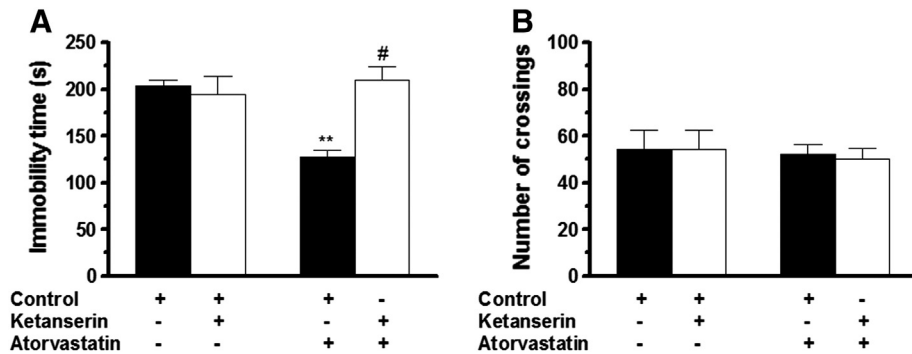 A
Immobility time (s)
250
200
150
100
50
0
**
#
Control + + + -
Ketanserin - + - +
Atorvastatin - - + +
B
Number of crossings
100
80
60
40
20
0
Control + + + -
Ketanserin - + - +
Atorvastatin - - + +